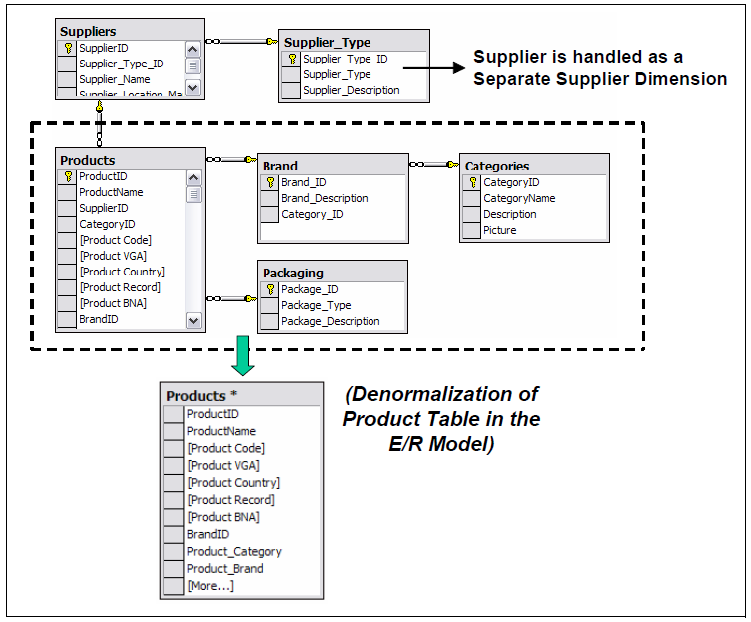 Suppliers
SupplierID
Supplier_Type_ID
Supplier_Name
Supplier_Location_Ma
Supplier_Type
Supplier_Type_ID
Supplier_Type
Supplier_Description
Supplier is handled as a
Separate Supplier Dimension
Products
ProductID
ProductName
SupplierID
CategoryID
[Product Code]
[Product VGA]
[Product Country]
[Product Record]
[Product BNA]
BrandID
Brand
Brand_ID
Brand_Description
Category_ID
Categories
CategoryID
CategoryName
Description
Picture
Packaging
Package_ID
Package_Type
Package_Description
Products *
ProductID
ProductName
[Product Code]
[Product VGA]
[Product Country]
[Product Record]
[Product BNA]
BrandID
Product_Category
Product_Brand
[More...]
(Denormalization of
Product Table in the
E/R Model)